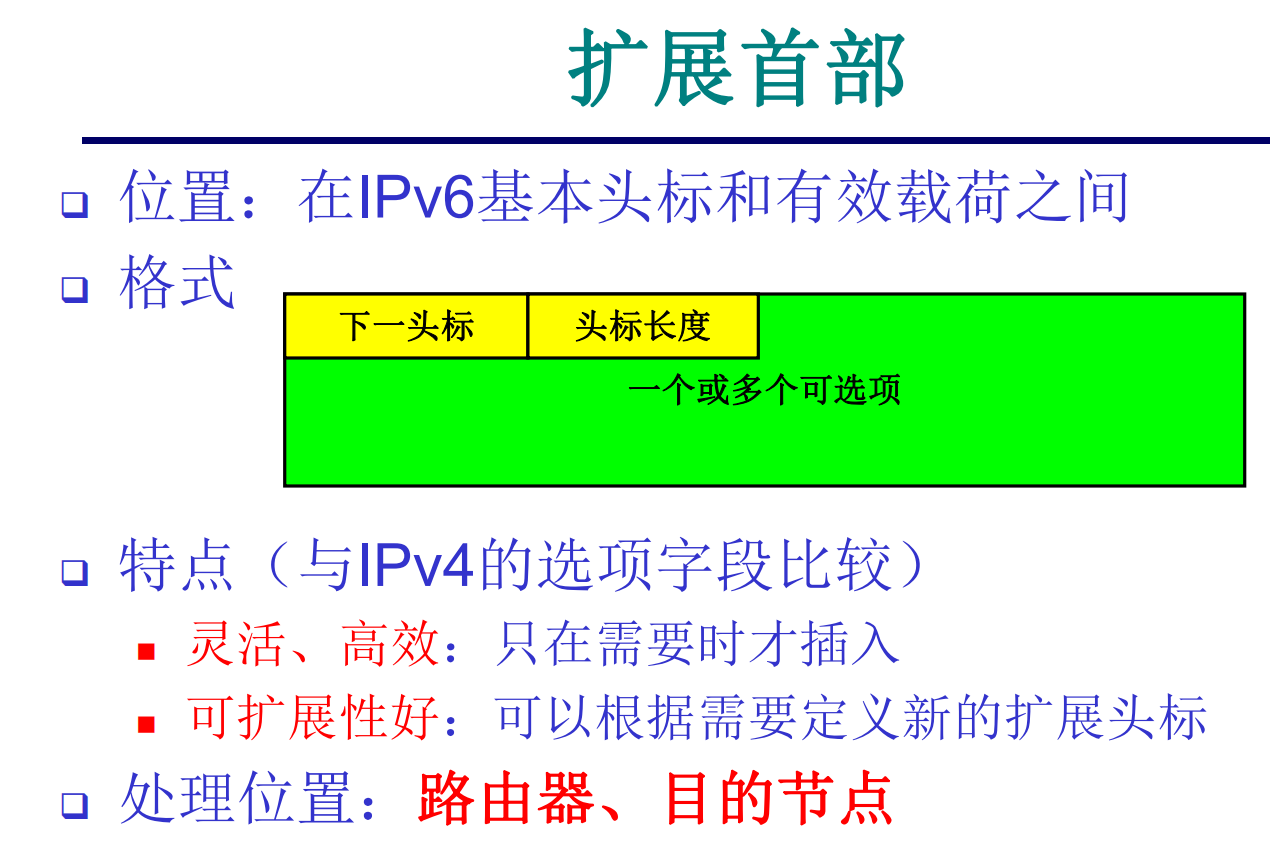 扩展首部
位置：在IPv6基本头标和有效载荷之间
格式
下一头标 头标长度
一个或多个可选项
特点（与IPv4的选项字段比较）
灵活、高效：只在需要时才插入
可扩展性好：可以根据需要定义新的扩展头标
处理位置：路由器、目的节点